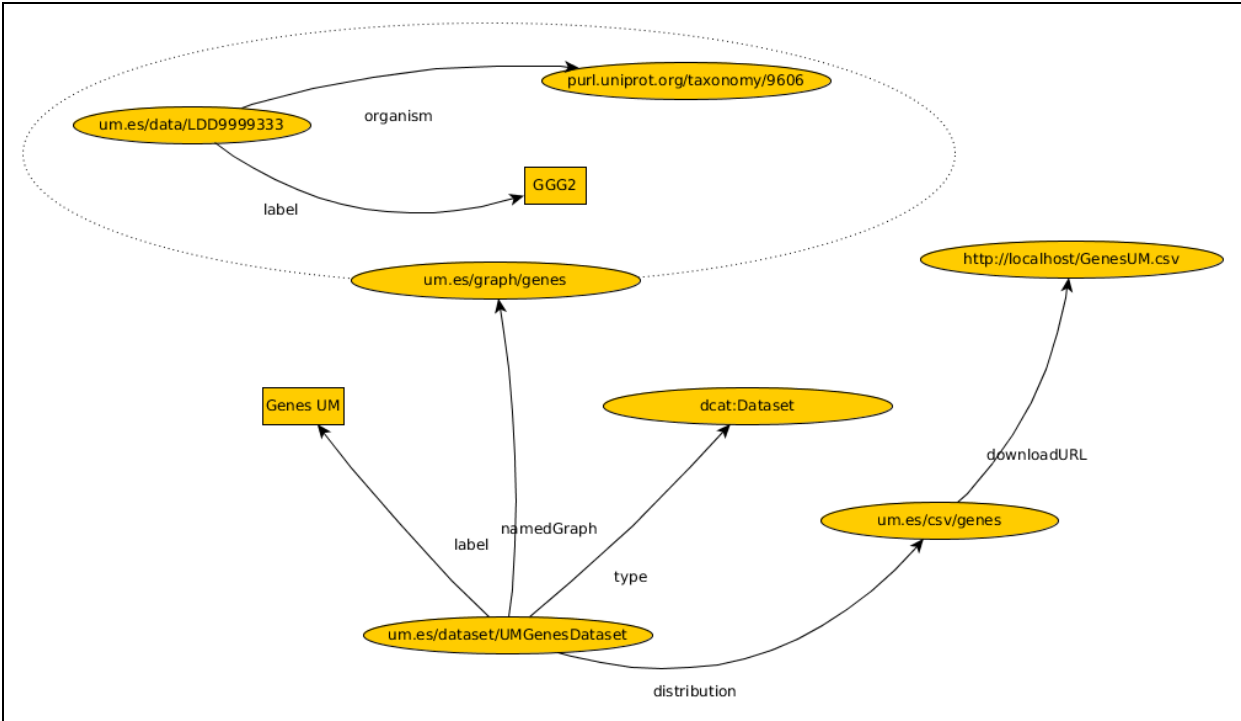 purl.uniprot.org/taxonomy/9606
organism
um.es/data/LDD9999333
GGG2
label
http://localhost/GenesUM.csv
um.es/graph/genes
Genes UM
dcat:Dataset
downloadURL
um.es/csv/genes
namedGraph
label
type
um.es/dataset/UMGenesDataset
distribution